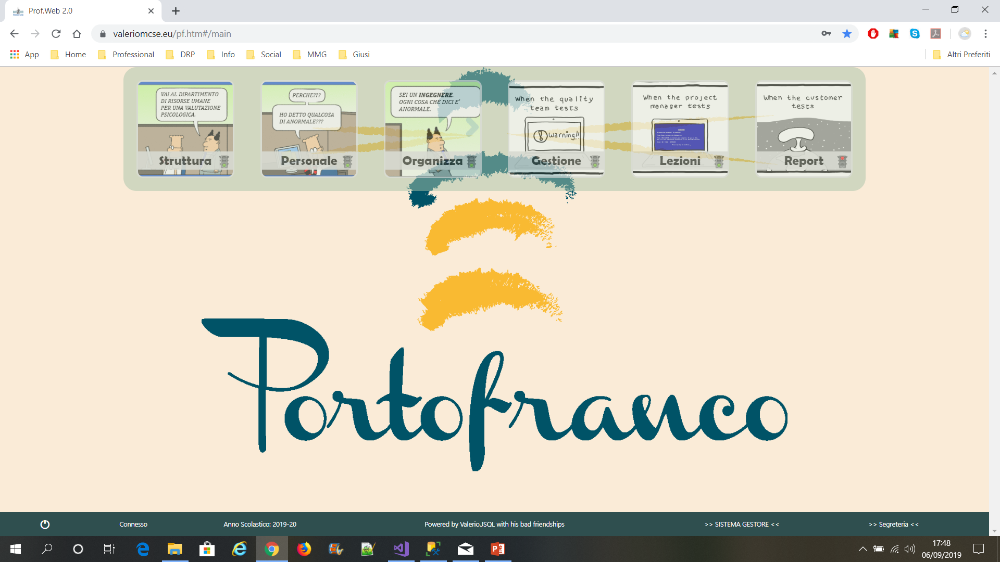 Prof.Web 2.0
valeriomcse.eu/pf.htm#/main
App Home Professional DRP Info Social MMG Giusi Altri Preferiti
VAI AL DIPARTIMENTO
DI RISORSE UMANE
PER UNA VALUTAZIONE
PSICOLOGICA.
Struttura
PERCHE???
HO DETTO QUALCOSA
DI ANORMALE???
Personale
SEI UN INGEGNERE.
OGNI COSA CHE DICI E'
ANORMALE.
Organizza
When the quality
team tests
Warning!!
Gestione
When the project
manager tests
Lezioni
When the customer
tests
Report
Portofranco
Connesso Anno Scolastico: 2019-20 Powered by ValerioJSQL with his bad friendships >> SISTEMA GESTORE << >> Segreteria <<
17:48
06/09/2019